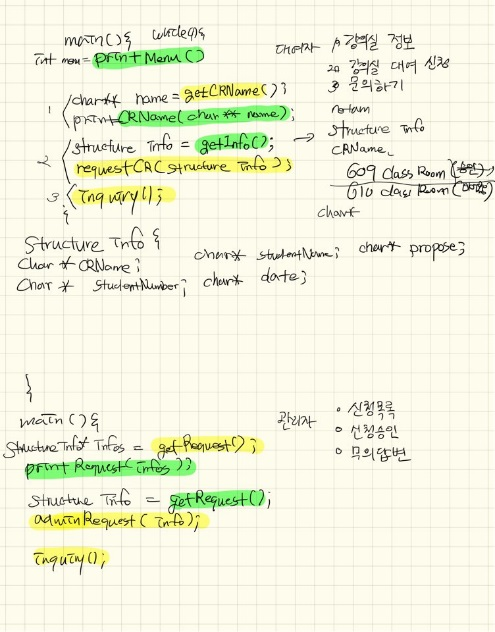 main() { while(){
int menu = printMenu()
1 char** name = getCRName();
printCRName(char** name);
2 structure Info = getInfo(); →
requestCR(structure Info);
3 Inquiry();
{
대여자 1) 강의실 정보
2) 강의실 대여 신청
3) 문의하기
return
structure Info
CRName
609 class Room
610 class Room
char*
Structure Info {
char* CRName; char* studentName; char* propose;
char* studentNumber; char* date;
}
main() {
structure Info* Infos = getRequest();
printRequest(Infos);
structure Info = getRequest();
adminRequest(Info);
Inquiry();
관리자 • 신청목록
• 신청승인
• 문의답변